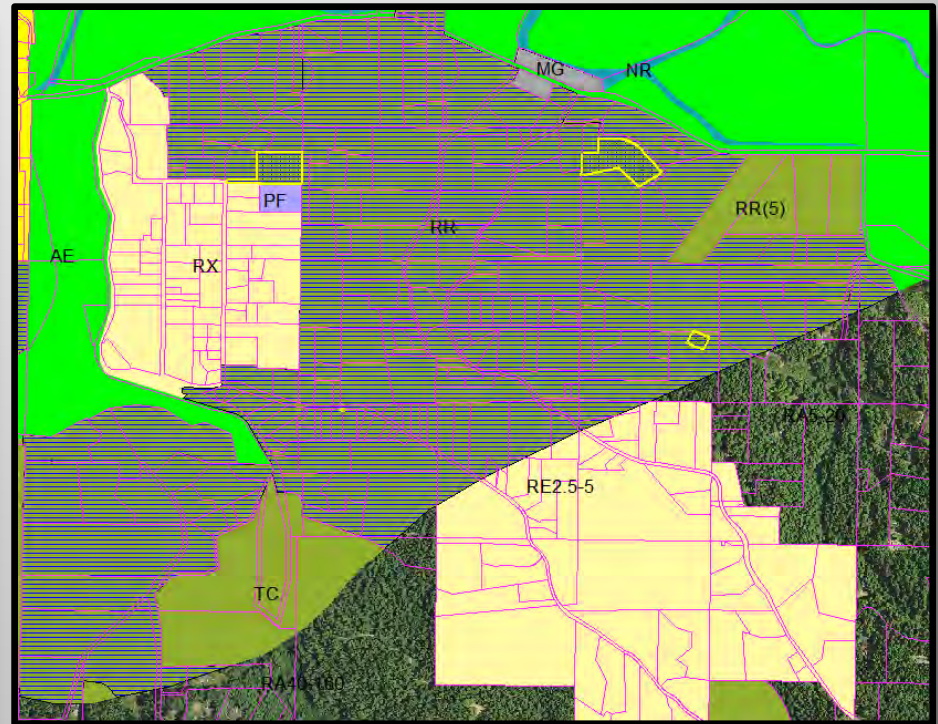 MG
NR
PF
RR(5)
RR
AE
RX
RA5-20
RE2.5-5
TC
RA40-160